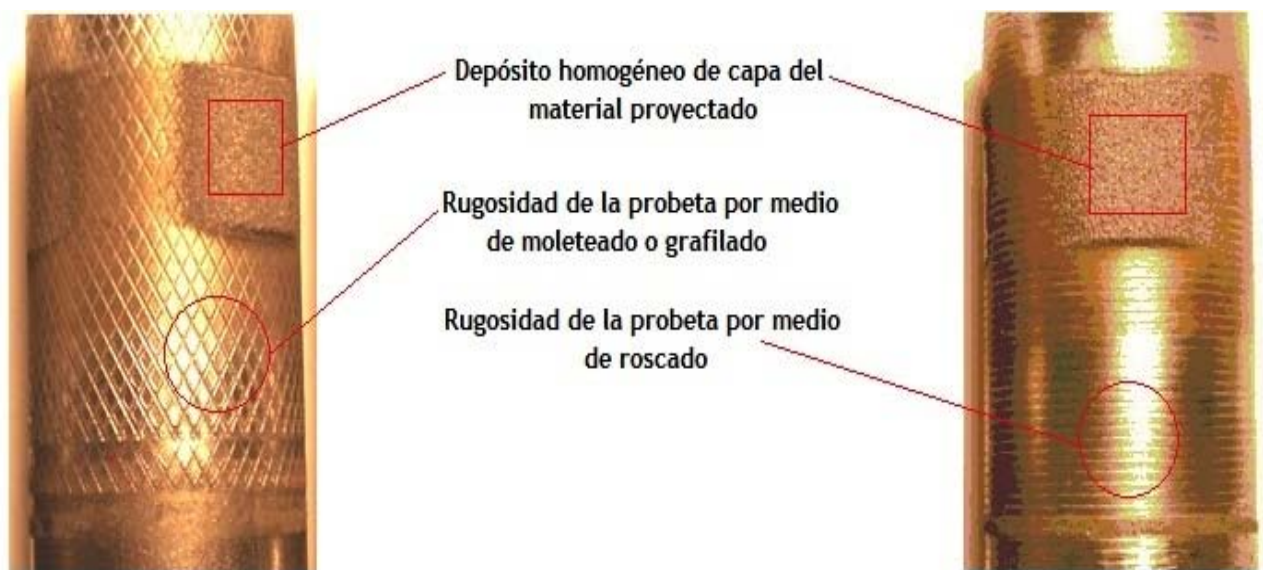 Depósito homogéneo de capa del
material proyectado
Rugosidad de la probeta por medio
de moleteado o grafilado
Rugosidad de la probeta por medio
de roscado